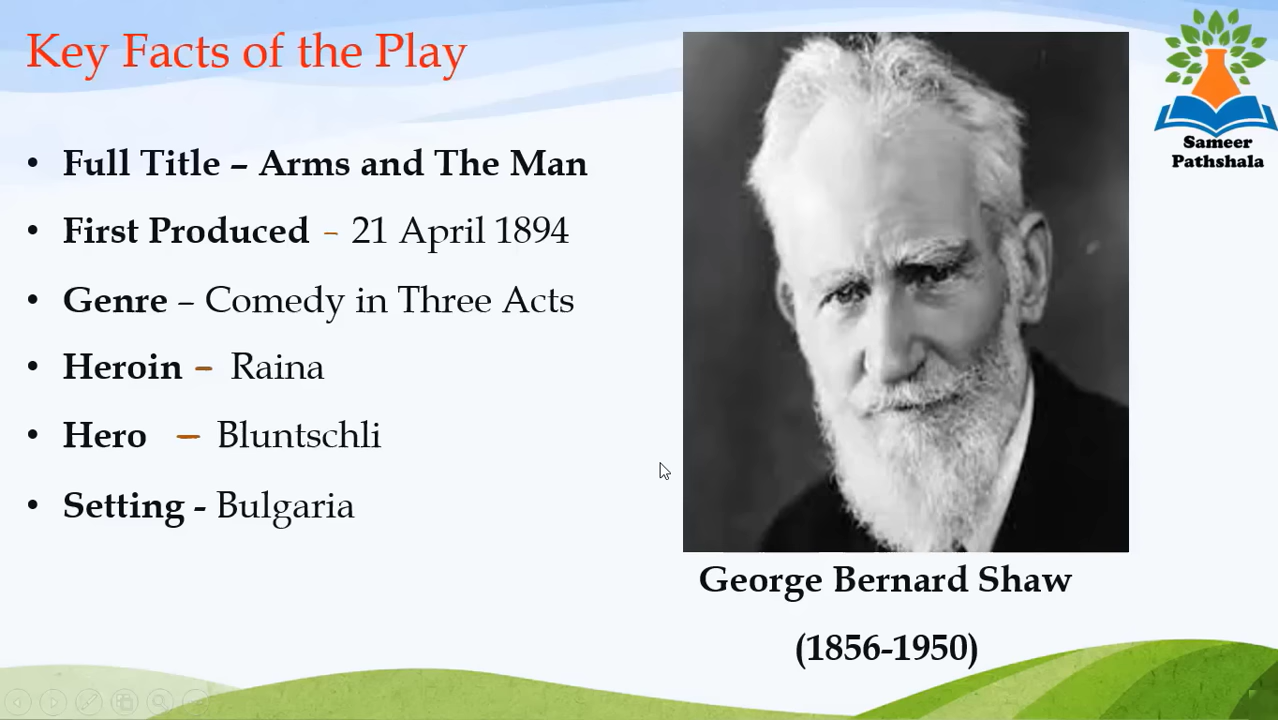 Key Facts of the Play
• Full Title – Arms and The Man
• First Produced – 21 April 1894
• Genre – Comedy in Three Acts
• Heroin – Raina
• Hero – Bluntschli
• Setting - Bulgaria
George Bernard Shaw
(1856-1950)
Sameer
Pathshala